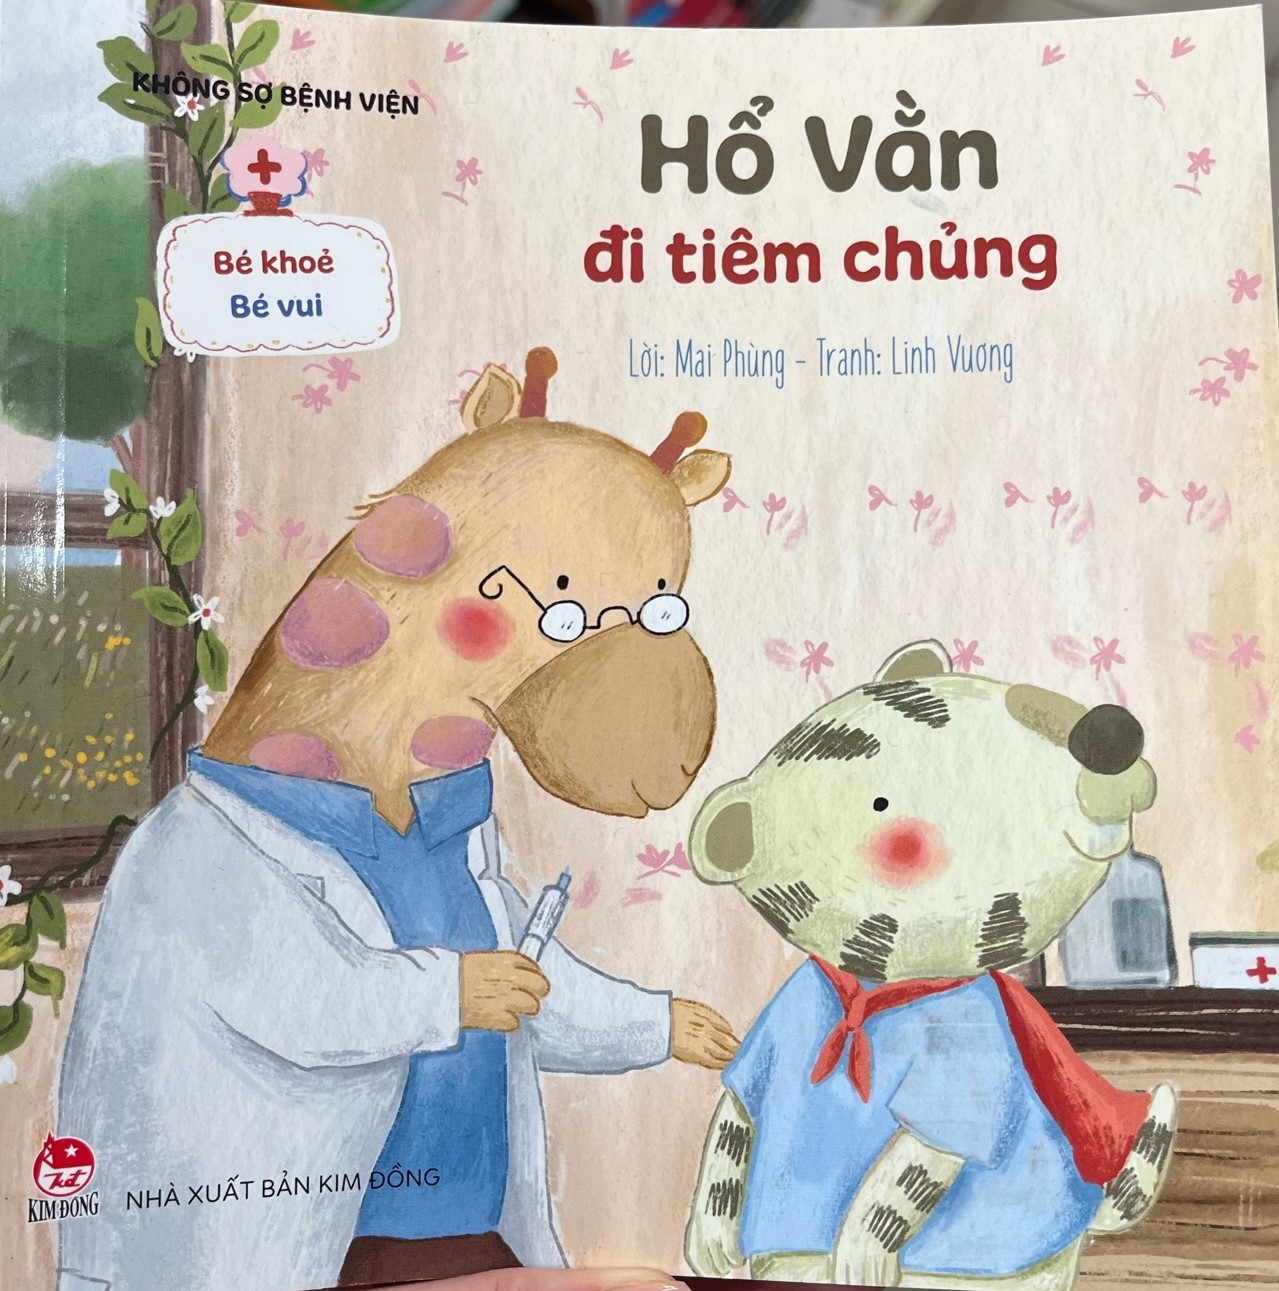 KHÔNG SỢ BỆNH VIỆN
Bé khoẻ
Bé vui
Hổ Vằn
đi tiêm chủng
Lời: Mai Phùng - Tranh: Linh Vương
KIM ĐỒNG
NHÀ XUẤT BẢN KIM ĐỒNG